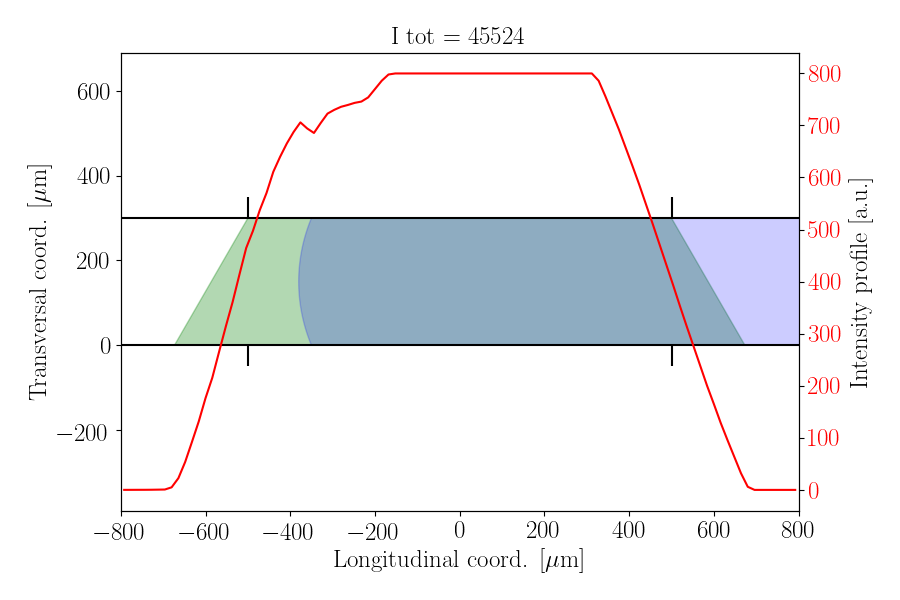 I tot = 45524
600
400
200
0
−200
Transversal coord. [μm]
800
700
600
500
400
300
200
100
0
Intensity profile [a.u.]
−800 −600 −400 −200 0 200 400 600 800
Longitudinal coord. [μm]